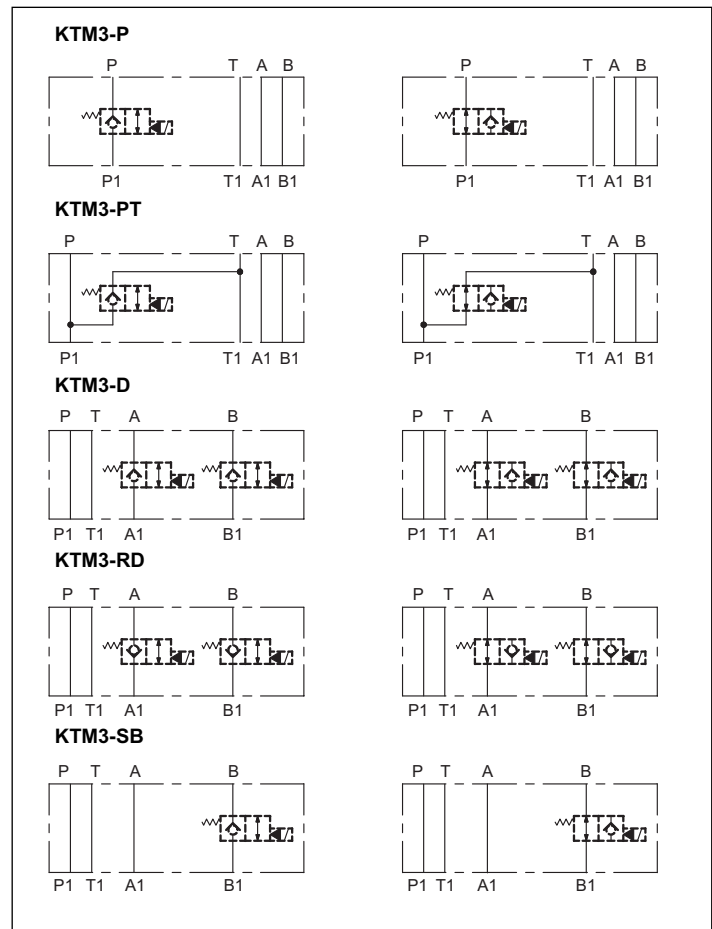 KTM3-P
P T A B P T A B
P1 T1 A1 B1 P1 T1 A1 B1
KTM3-PT
P T A B P T A B
P1 T1 A1 B1 P1 T1 A1 B1
KTM3-D
P T A B P T A B
P1 T1 A1 B1 P1 T1 A1 B1
KTM3-RD
P T A B P T A B
P1 T1 A1 B1 P1 T1 A1 B1
KTM3-SB
P T A B P T A B
P1 T1 A1 B1 P1 T1 A1 B1